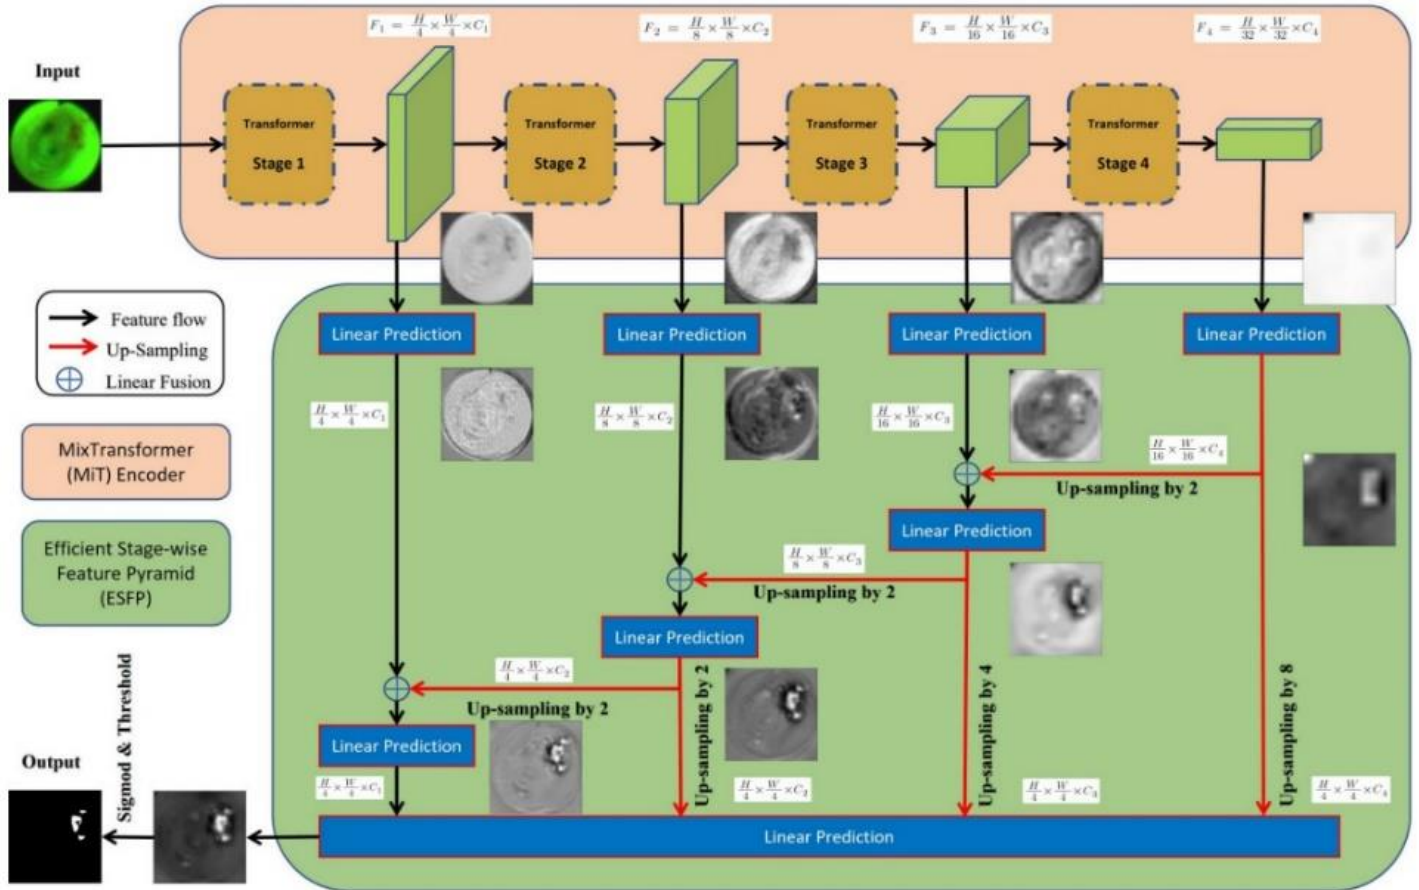 F₁ = H/4 × W/4 × C₁
F₂ = H/8 × W/8 × C₂
F₃ = H/16 × W/16 × C₃
F₄ = H/32 × W/32 × C₄
Input
Transformer
Stage 1
Transformer
Stage 2
Transformer
Stage 3
Transformer
Stage 4
Feature flow
Up-Sampling
Linear Fusion
MixTransformer
(MiT) Encoder
Efficient Stage-wise
Feature Pyramid
(ESFP)
Linear Prediction
Linear Prediction
Linear Prediction
Linear Prediction
H/4 × W/4 × C₁
H/8 × W/8 × C₂
H/16 × W/16 × C₃
H/16 × W/16 × C₄
Up-sampling by 2
Linear Prediction
H/8 × W/8 × C₃
Up-sampling by 2
Linear Prediction
H/4 × W/4 × C₂
Up-sampling by 2
Linear Prediction
H/4 × W/4 × C₁
Up-sampling by 2
H/4 × W/4 × C₂
Up-sampling by 4
H/4 × W/4 × C₃
Up-sampling by 8
H/4 × W/4 × C₄
Linear Prediction
Sigmod & Threshold
Output